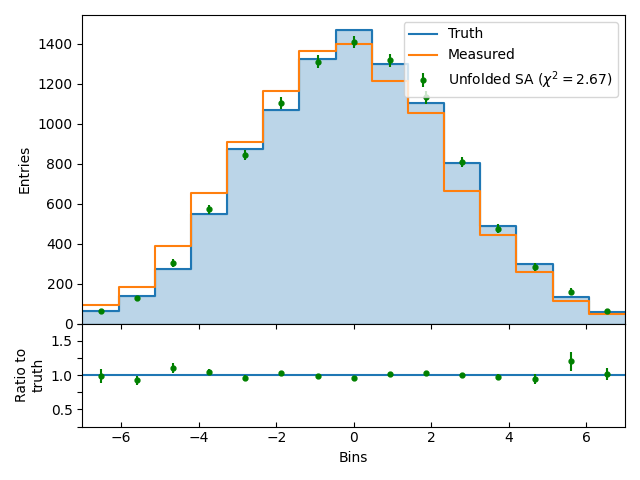 1400
1200
1000
800
600
400
200
0
Entries
Truth
Measured
Unfolded SA (χ² = 2.67)
1.5
1.0
0.5
Ratio to
truth
−6 −4 −2 0 2 4 6
Bins